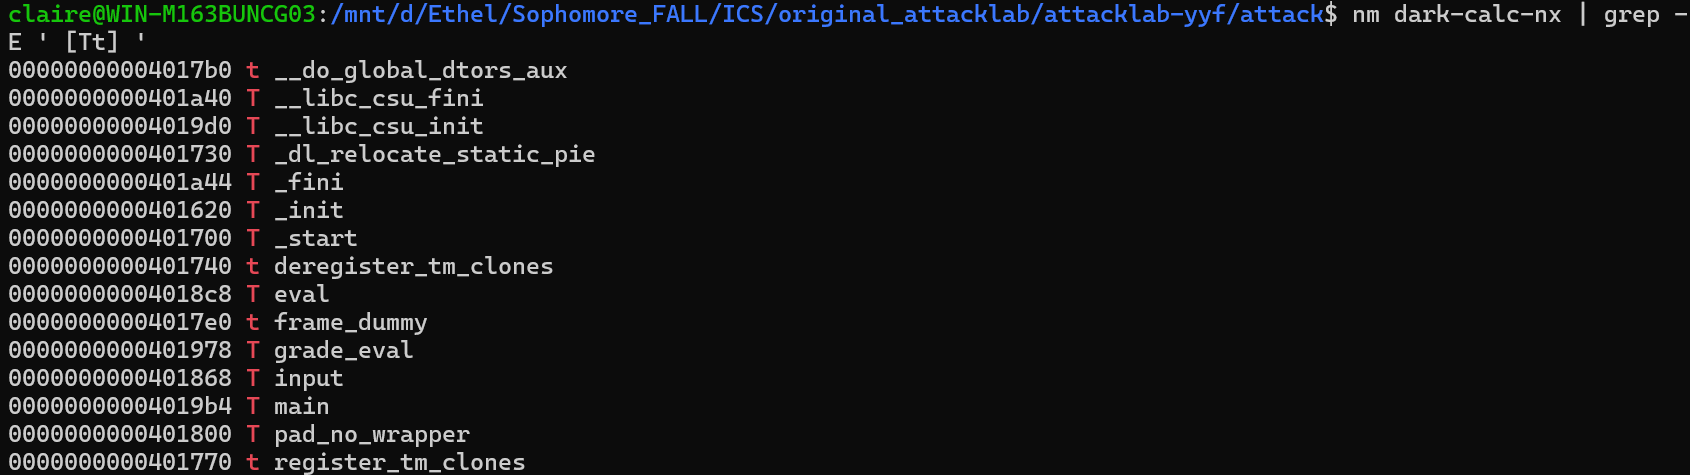 claire@WIN-M163BUNCG03:/mnt/d/Ethel/Sophomore_FALL/ICS/original_attacklab/attacklab-yyf/attack$ nm dark-calc-nx | grep -
E ' [Tt] '
00000000004017b0 t __do_global_dtors_aux
0000000000401a40 T __libc_csu_fini
00000000004019d0 T __libc_csu_init
0000000000401730 T _dl_relocate_static_pie
0000000000401a44 T _fini
0000000000401620 T _init
0000000000401700 T _start
0000000000401740 t deregister_tm_clones
00000000004018c8 T eval
00000000004017e0 t frame_dummy
0000000000401978 T grade_eval
0000000000401868 T input
00000000004019b4 T main
0000000000401800 T pad_no_wrapper
0000000000401770 t register_tm_clones